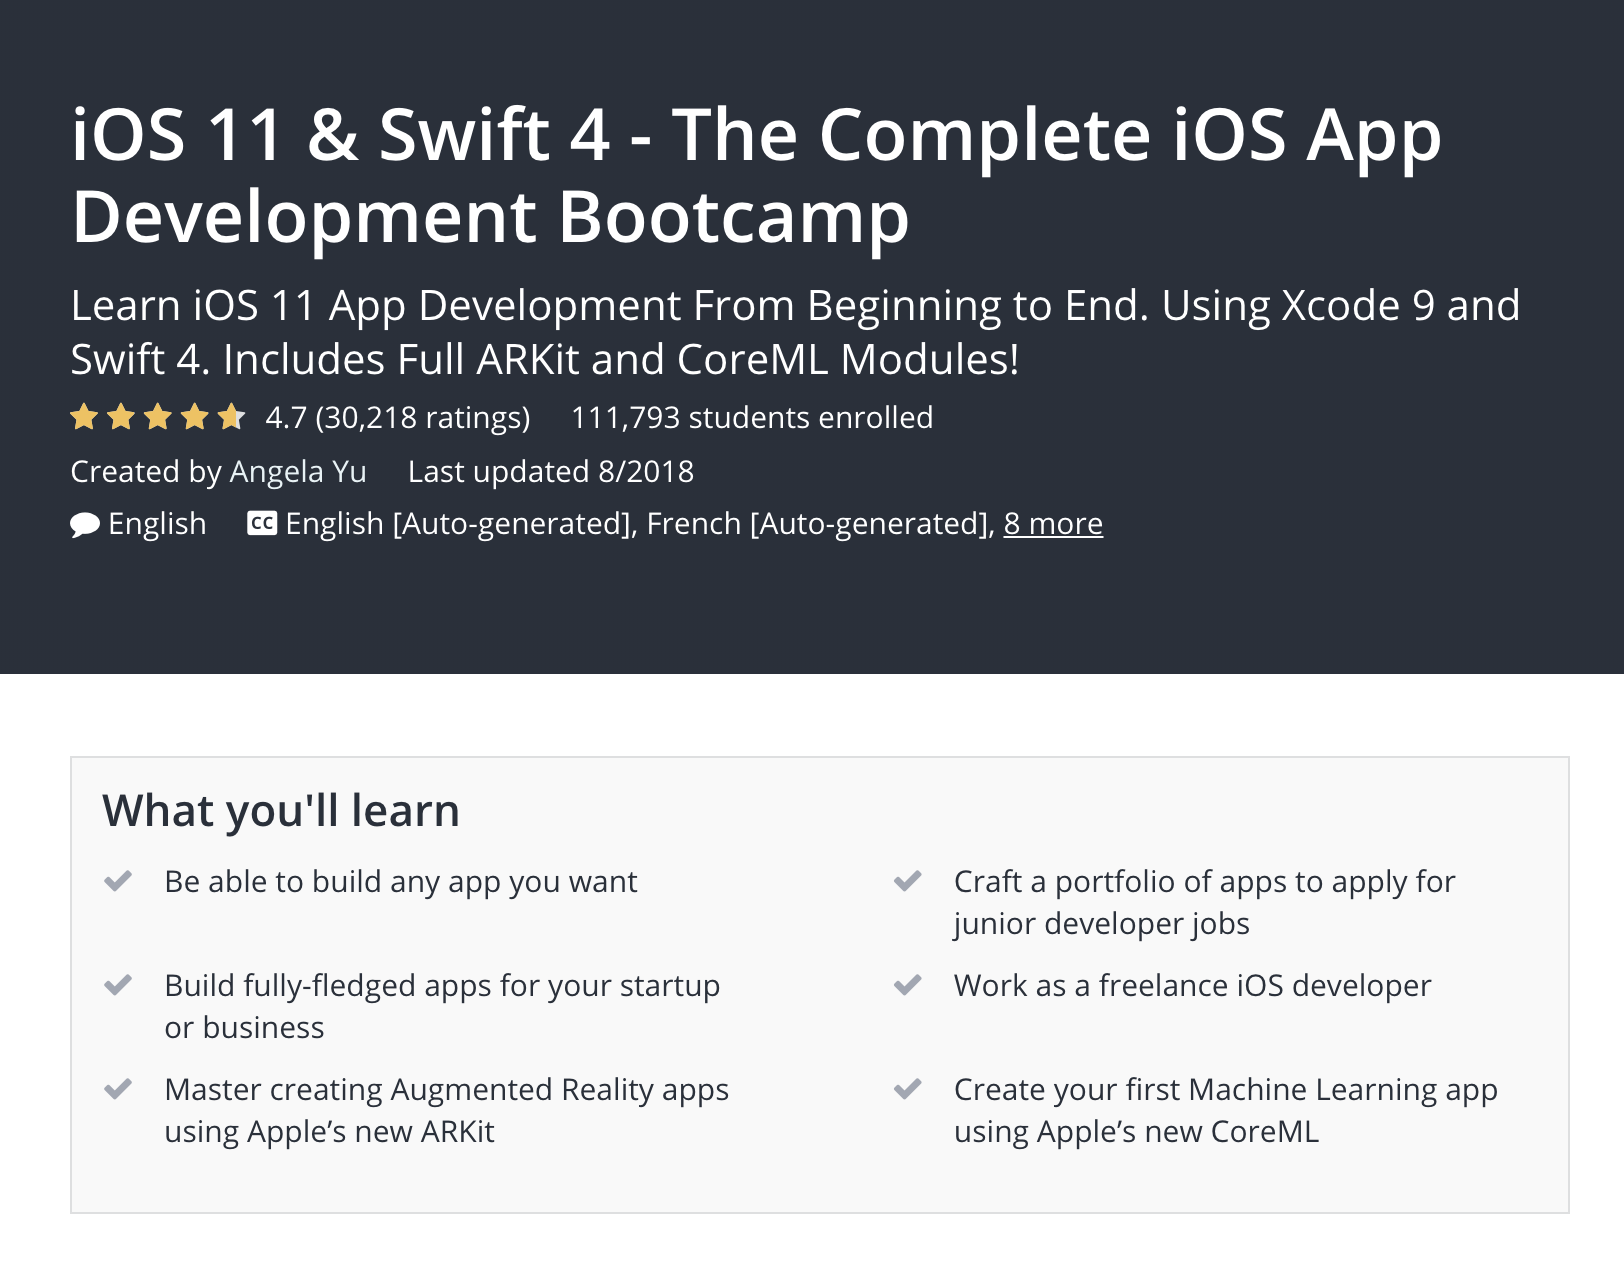 iOS 11 & Swift 4 - The Complete iOS App
Development Bootcamp
Learn iOS 11 App Development From Beginning to End. Using Xcode 9 and
Swift 4. Includes Full ARKit and CoreML Modules!
4.7 (30,218 ratings) 111,793 students enrolled
Created by Angela Yu Last updated 8/2018
English CC English [Auto-generated], French [Auto-generated], 8 more
What you'll learn
Be able to build any app you want
Craft a portfolio of apps to apply for
junior developer jobs
Build fully-fledged apps for your startup
or business
Work as a freelance iOS developer
Master creating Augmented Reality apps
using Apple’s new ARKit
Create your first Machine Learning app
using Apple’s new CoreML